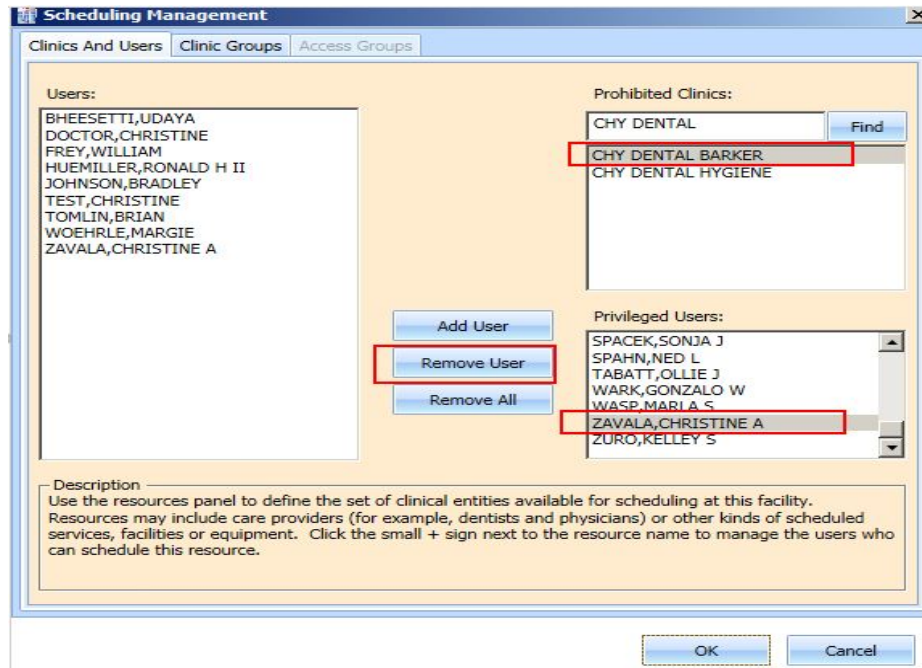 Scheduling Management
Clinics And Users
Clinic Groups
Access Groups
Users:
BHEESETTI,UDAYA
DOCTOR,CHRISTINE
FREY,WILLIAM
HUEMILLER,RONALD H II
JOHNSON,BRADLEY
TEST,CHRISTINE
TOMLIN,BRIAN
WOEHRLE,MARGIE
ZAVALA,CHRISTINE A
Add User
Remove User
Remove All
Prohibited Clinics:
CHY DENTAL
Find
CHY DENTAL BARKER
CHY DENTAL HYGIENE
Privileged Users:
SPACEK,SONJA J
SPAHN,NED L
TABATT,OLLIE J
WARK,GONZALO W
WASP,MARLA S
ZAVALA,CHRISTINE A
ZURO,KELLEY S
Description
Use the resources panel to define the set of clinical entities available for scheduling at this facility.
Resources may include care providers (for example, dentists and physicians) or other kinds of scheduled
services, facilities or equipment.  Click the small + sign next to the resource name to manage the users who
can schedule this resource.
OK
Cancel